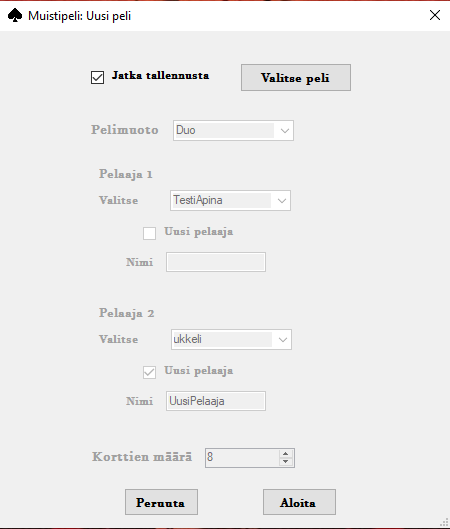 Muistipeli: Uusi peli
Jatka tallennusta Valitse peli
Pelimuoto Duo
Pelaaja 1
Valitse TestiApina
Uusi pelaaja
Nimi
Pelaaja 2
Valitse ukkeli
Uusi pelaaja
Nimi UusiPelaaja
Korttien määrä 8
Peruuta Aloita